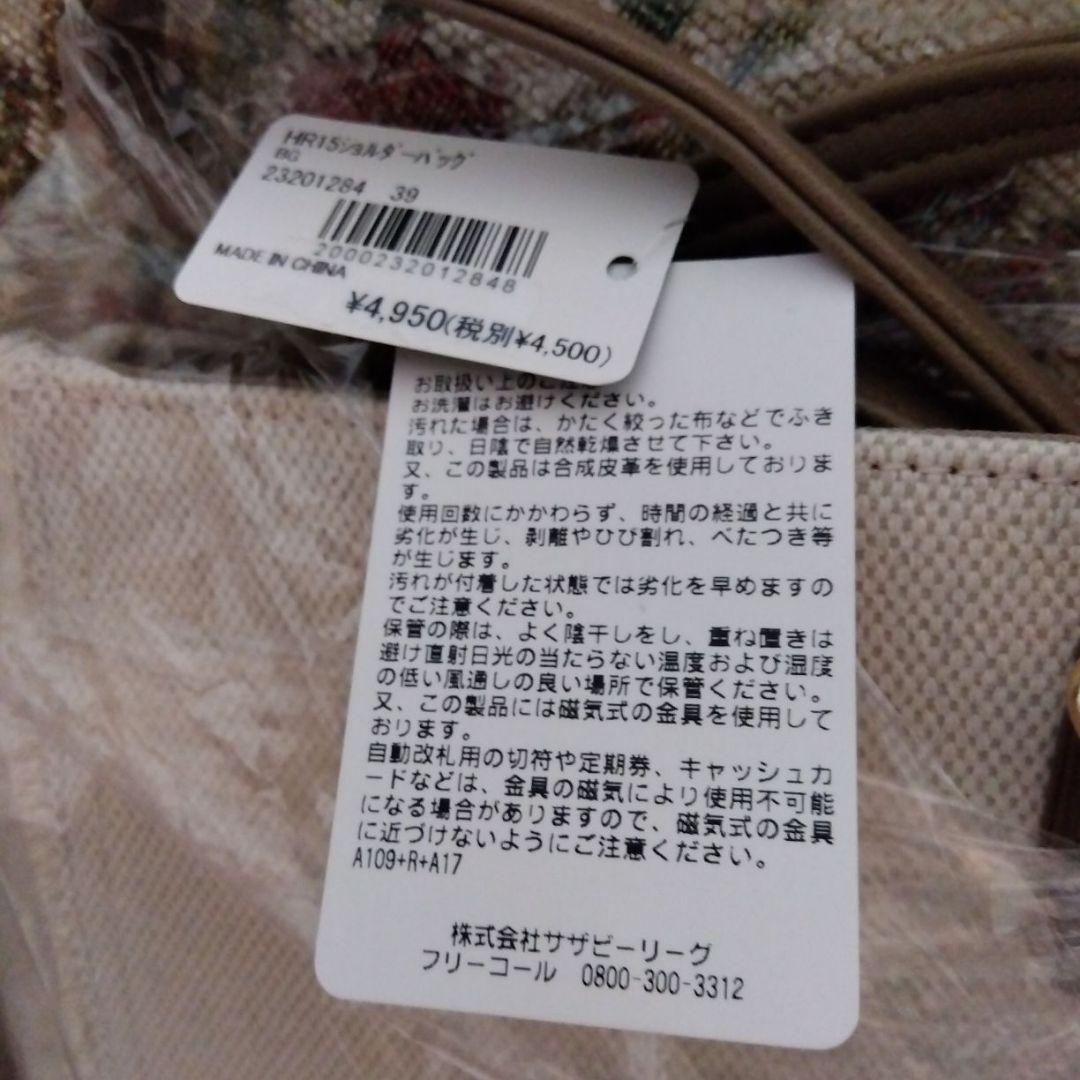 HR15ｼｮﾙﾀﾞｰﾊﾞｯｸﾞ
BG
23201284 39
2000232012848
MADE IN CHINA
¥4,950(税別¥4,500)
お取扱い上のご注意
お洗濯はお避けください。
汚れた場合は、かたく絞った布などでふき
取り、日陰で自然乾燥させて下さい。
又、この製品は合成皮革を使用しておりま
す。
使用回数にかかわらず、時間の経過と共に
劣化が生じ、剥離やひび割れ、べたつき等
が生じます。
汚れが付着した状態では劣化を早めますの
でご注意ください。
保管の際は、よく陰干しをし、重ね置きは
避け直射日光の当たらない温度および湿度
の低い風通しの良い場所で保管ください。
又、この製品には磁気式の金具を使用して
おります。
自動改札用の切符や定期券、キャッシュカ
ードなどは、金具の磁気により使用不可能
になる場合がありますので、磁気式の金具
に近づけないようにご注意ください。
A109+R+A17
株式会社サザビーリーグ
フリーコール 0800-300-3312